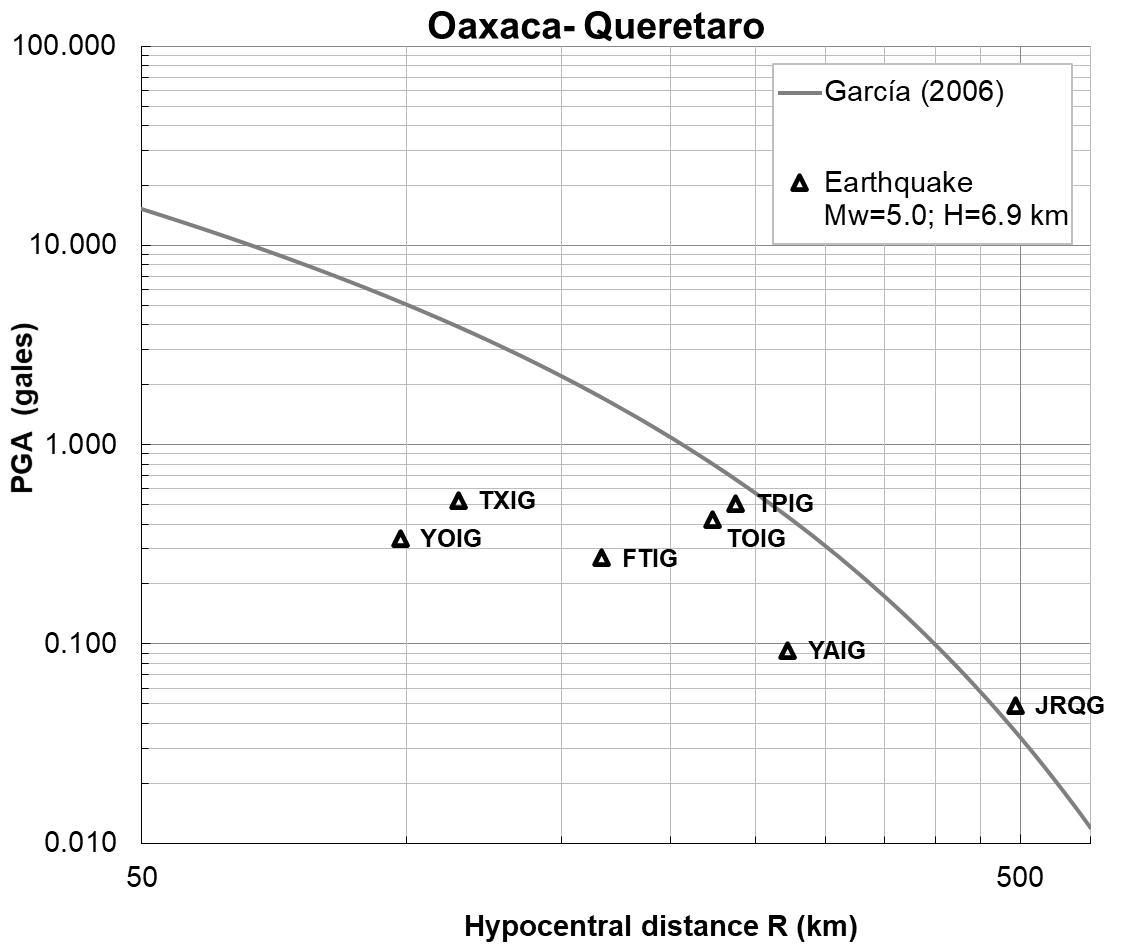 Oaxaca- Queretaro
100.000
García (2006)
Earthquake
Mw=5.0; H=6.9 km
10.000
PGA (gales)
1.000
TXIG
TPIG
YOIG
TOIG
FTIG
0.100
YAIG
JRQG
0.010
50
500
Hypocentral distance R (km)